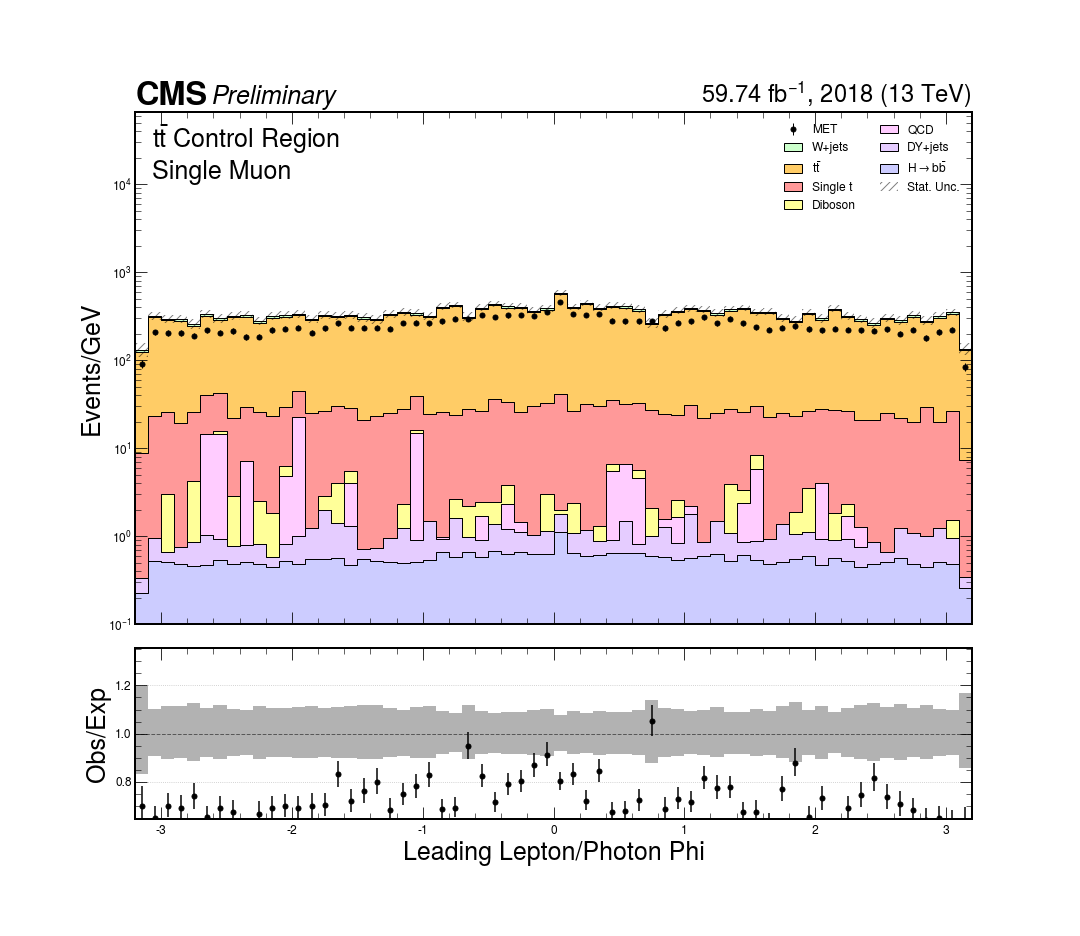 CMS Preliminary
59.74 fb⁻¹, 2018 (13 TeV)
tt̄ Control Region
Single Muon
MET
W+jets
tt̄
Single t
Diboson
QCD
DY+jets
H→bb̄
Stat. Unc.
Events/GeV
10⁴
10³
10²
10¹
10⁰
10⁻¹
Obs/Exp
1.2
1.0
0.8
-3 -2 -1 0 1 2 3
Leading Lepton/Photon Phi